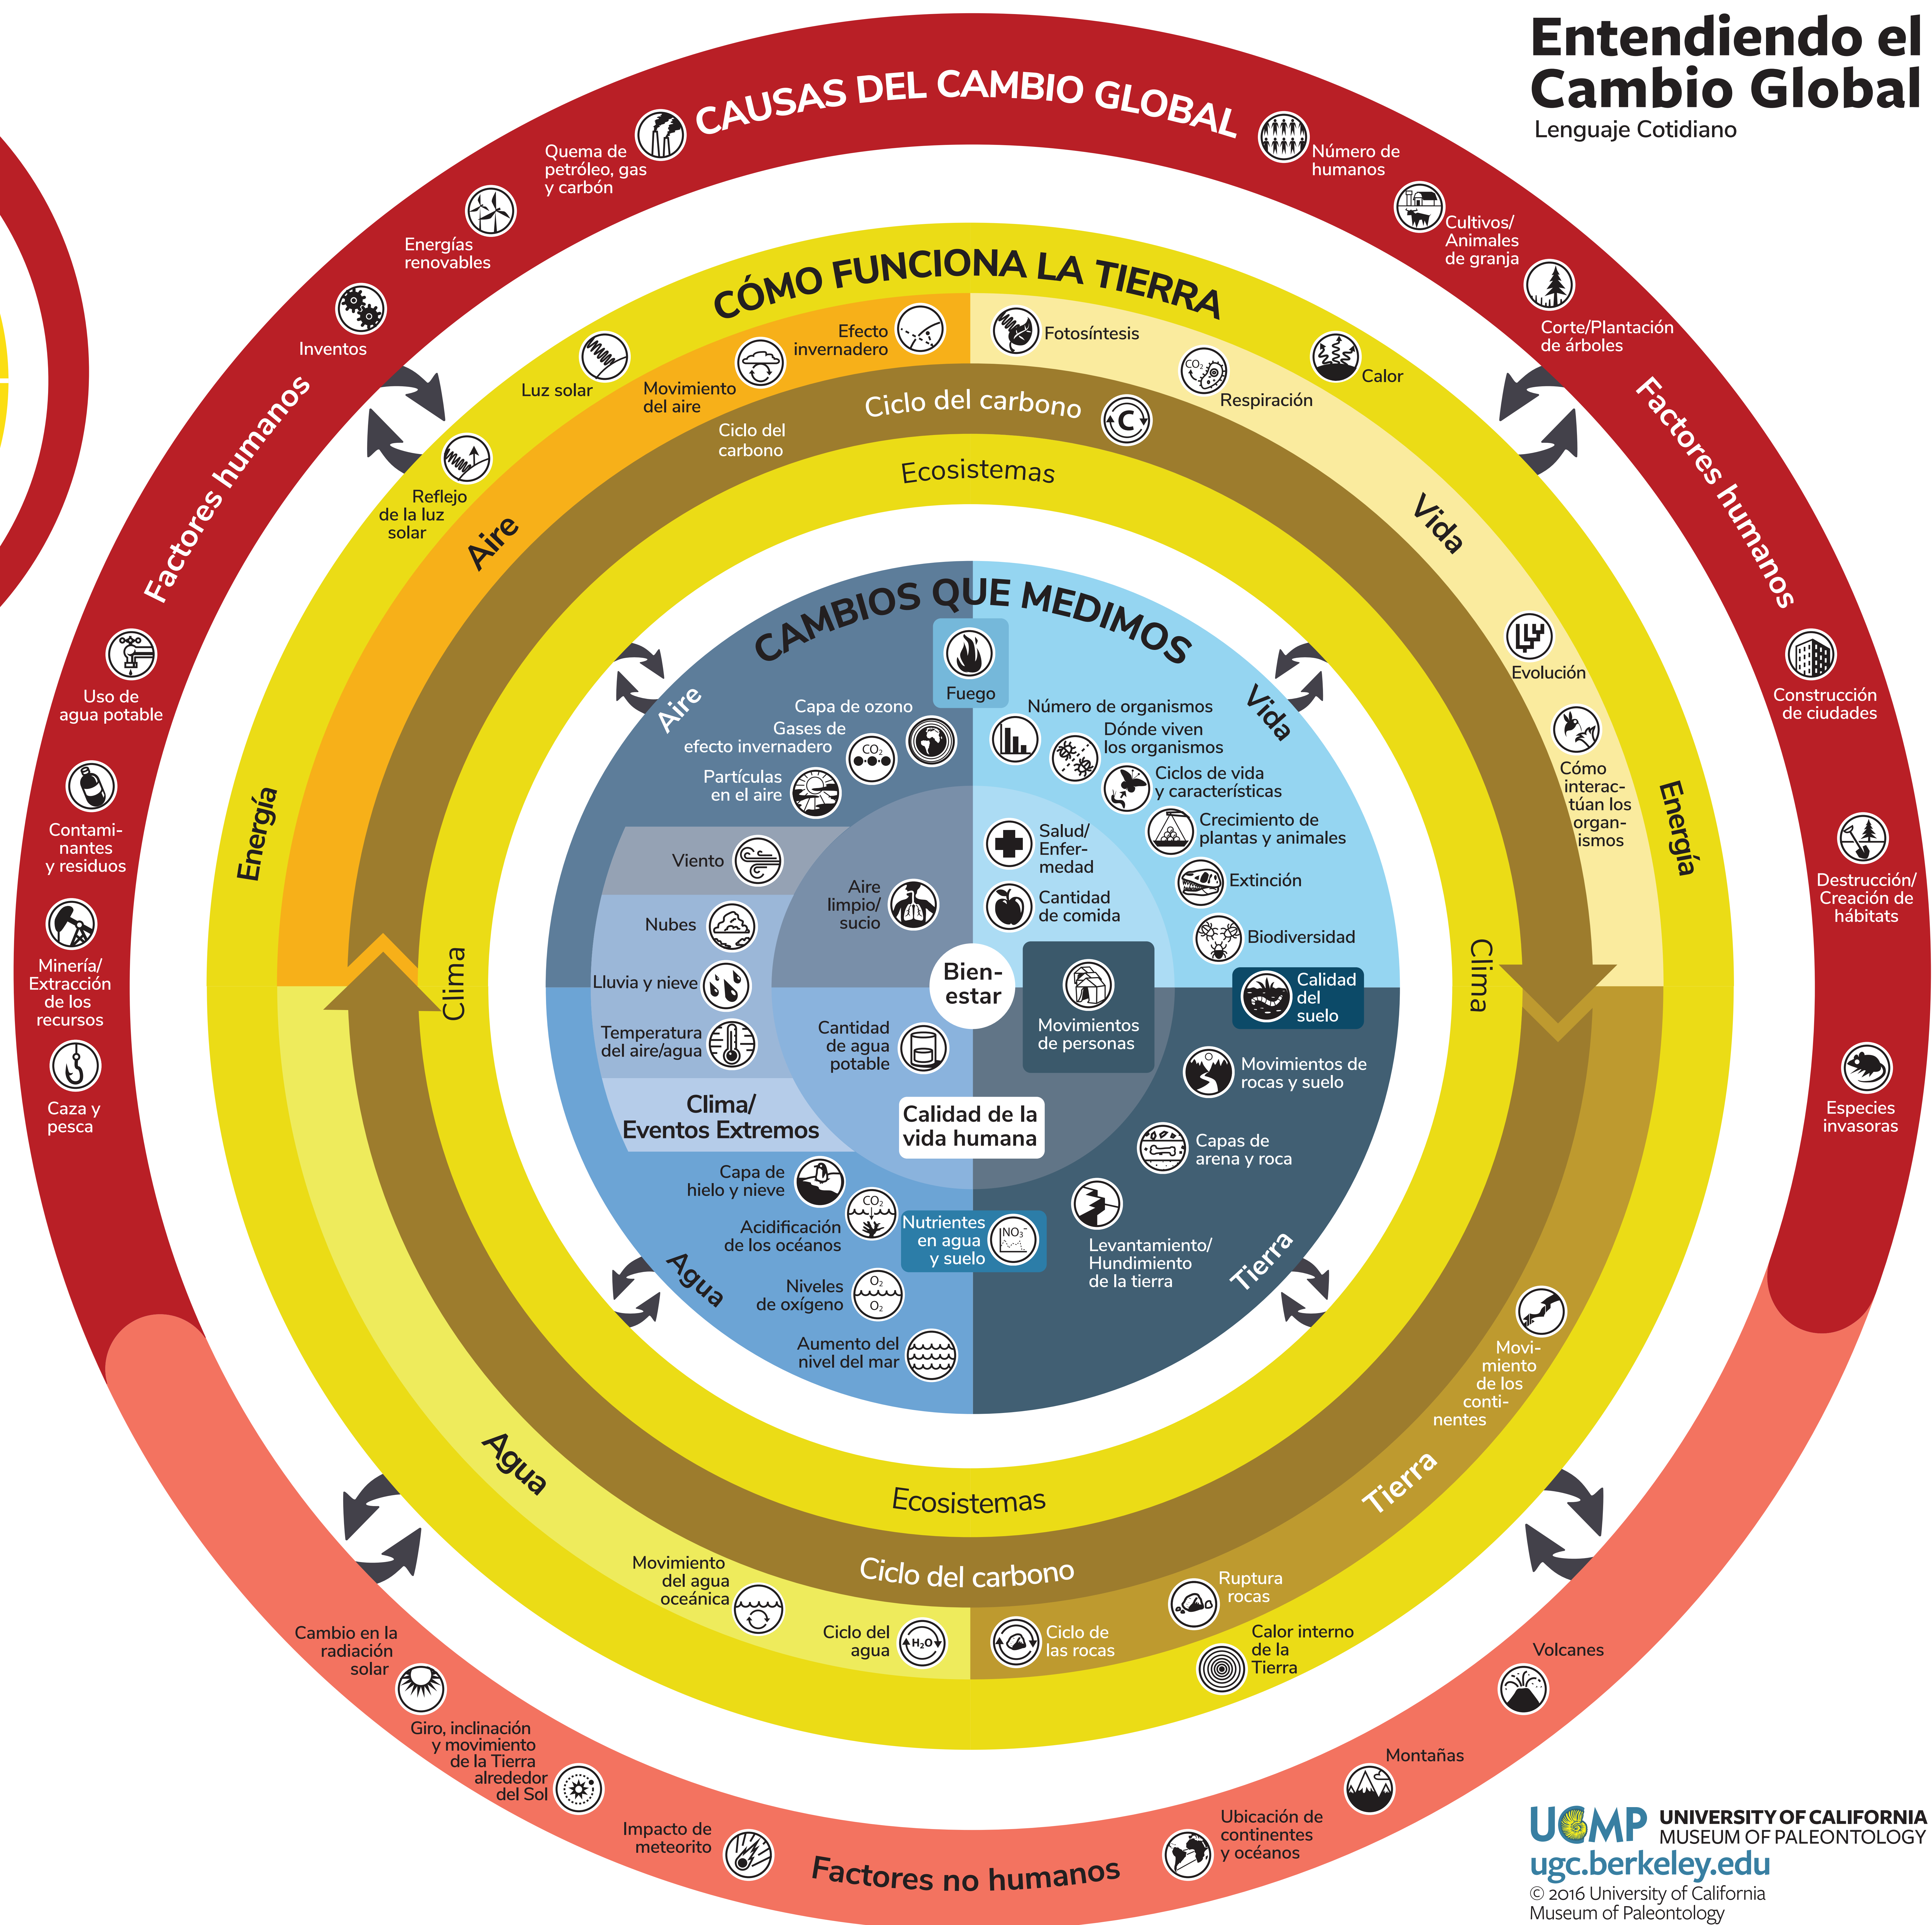 Entendiendo el
Cambio Global
Lenguaje Cotidiano
CAUSAS DEL CAMBIO GLOBAL
Quema de
petróleo, gas
y carbón
Energías
renovables
Inventos
Factores humanos
Uso de
agua potable
Contami-
nantes
y residuos
Minería/
Extracción
de los
recursos
Caza y
pesca
Número de
humanos
Cultivos/
Animales
de granja
Corte/Plantación
de árboles
Factores humanos
Construcción
de ciudades
Destrucción/
Creación de
hábitats
Especies
invasoras
CÓMO FUNCIONA LA TIERRA
Luz solar
Reflejo
de la luz
solar
Energía
Calor
Energía
Efecto
invernadero
Movimiento
del aire
Aire
Fotosíntesis
CO₂
Respiración
Vida
Evolución
Cómo
interac-
túan los
organ-
ismos
Ciclo del carbono
C
Ciclo del
carbono
Ecosistemas
Clima
Clima
CAMBIOS QUE MEDIMOS
Fuego
Aire
Capa de ozono
Gases de
efecto invernadero
CO₂
Partículas
en el aire
Viento
Nubes
Lluvia y nieve
Temperatura
del aire/agua
Clima/
Eventos Extremos
Vida
Número de organismos
Dónde viven
los organismos
Ciclos de vida
y características
Crecimiento de
plantas y animales
Extinción
Biodiversidad
Calidad
del
suelo
Aire
limpio/
sucio
Salud/
Enfer-
medad
Cantidad
de comida
Bien-
estar
Movimientos
de personas
Cantidad
de agua
potable
Calidad de la
vida humana
Movimientos de
rocas y suelo
Capas de
arena y roca
Levantamiento/
Hundimiento
de la tierra
Tierra
Capa de
hielo y nieve
CO₂
Acidificación
de los océanos
Nutrientes
en agua
y suelo
NO₃⁻
Niveles
de oxígeno
O₂
O₂
Aumento del
nivel del mar
Agua
Agua
Ecosistemas
Ciclo del carbono
Movimiento
del agua
oceánica
Ciclo del
agua
H₂O
Movi-
miento
de los
conti-
nentes
Tierra
Ruptura
rocas
Ciclo de
las rocas
Calor interno
de la
Tierra
Cambio en la
radiación
solar
Giro, inclinación
y movimiento
de la Tierra
alrededor
del Sol
Impacto de
meteorito
Factores no humanos
Ubicación de
continentes
y océanos
Montañas
Volcanes
UCMP UNIVERSITY OF CALIFORNIA
MUSEUM OF PALEONTOLOGY
ugc.berkeley.edu
© 2016 University of California
Museum of Paleontology